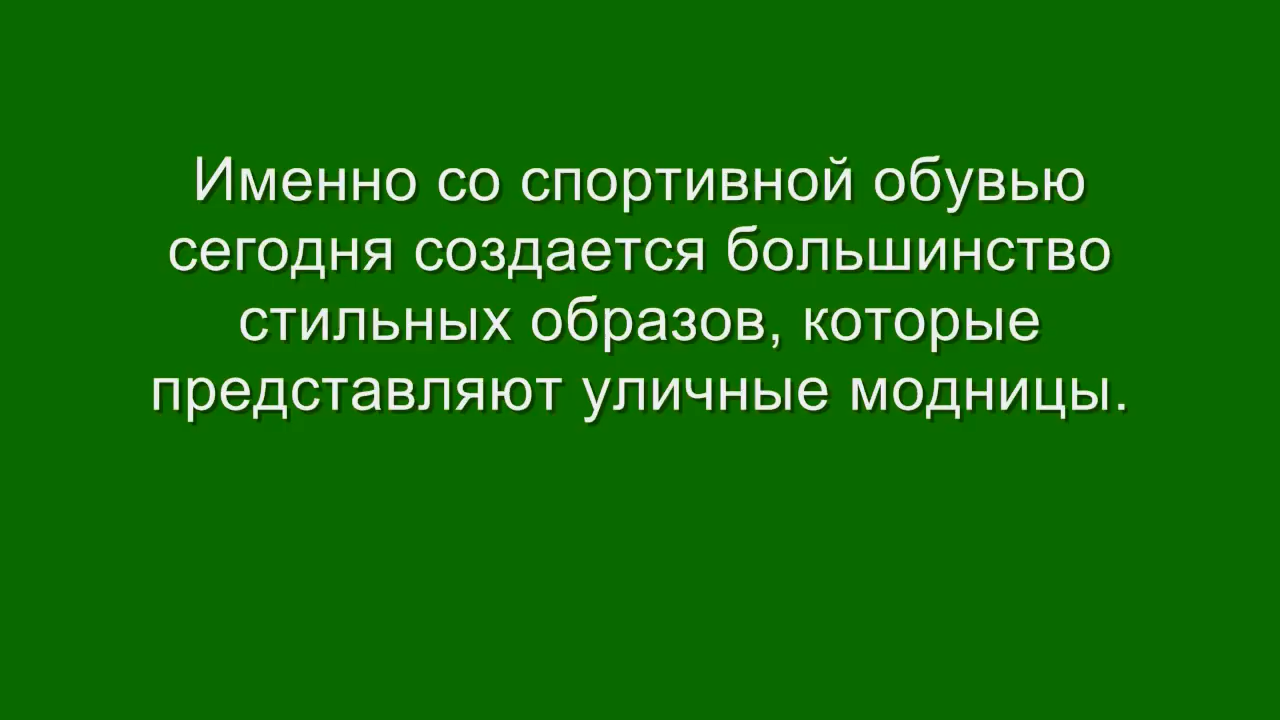 Именно со спортивной обувью
сегодня создается большинство
стильных образов, которые
представляют уличные модницы.